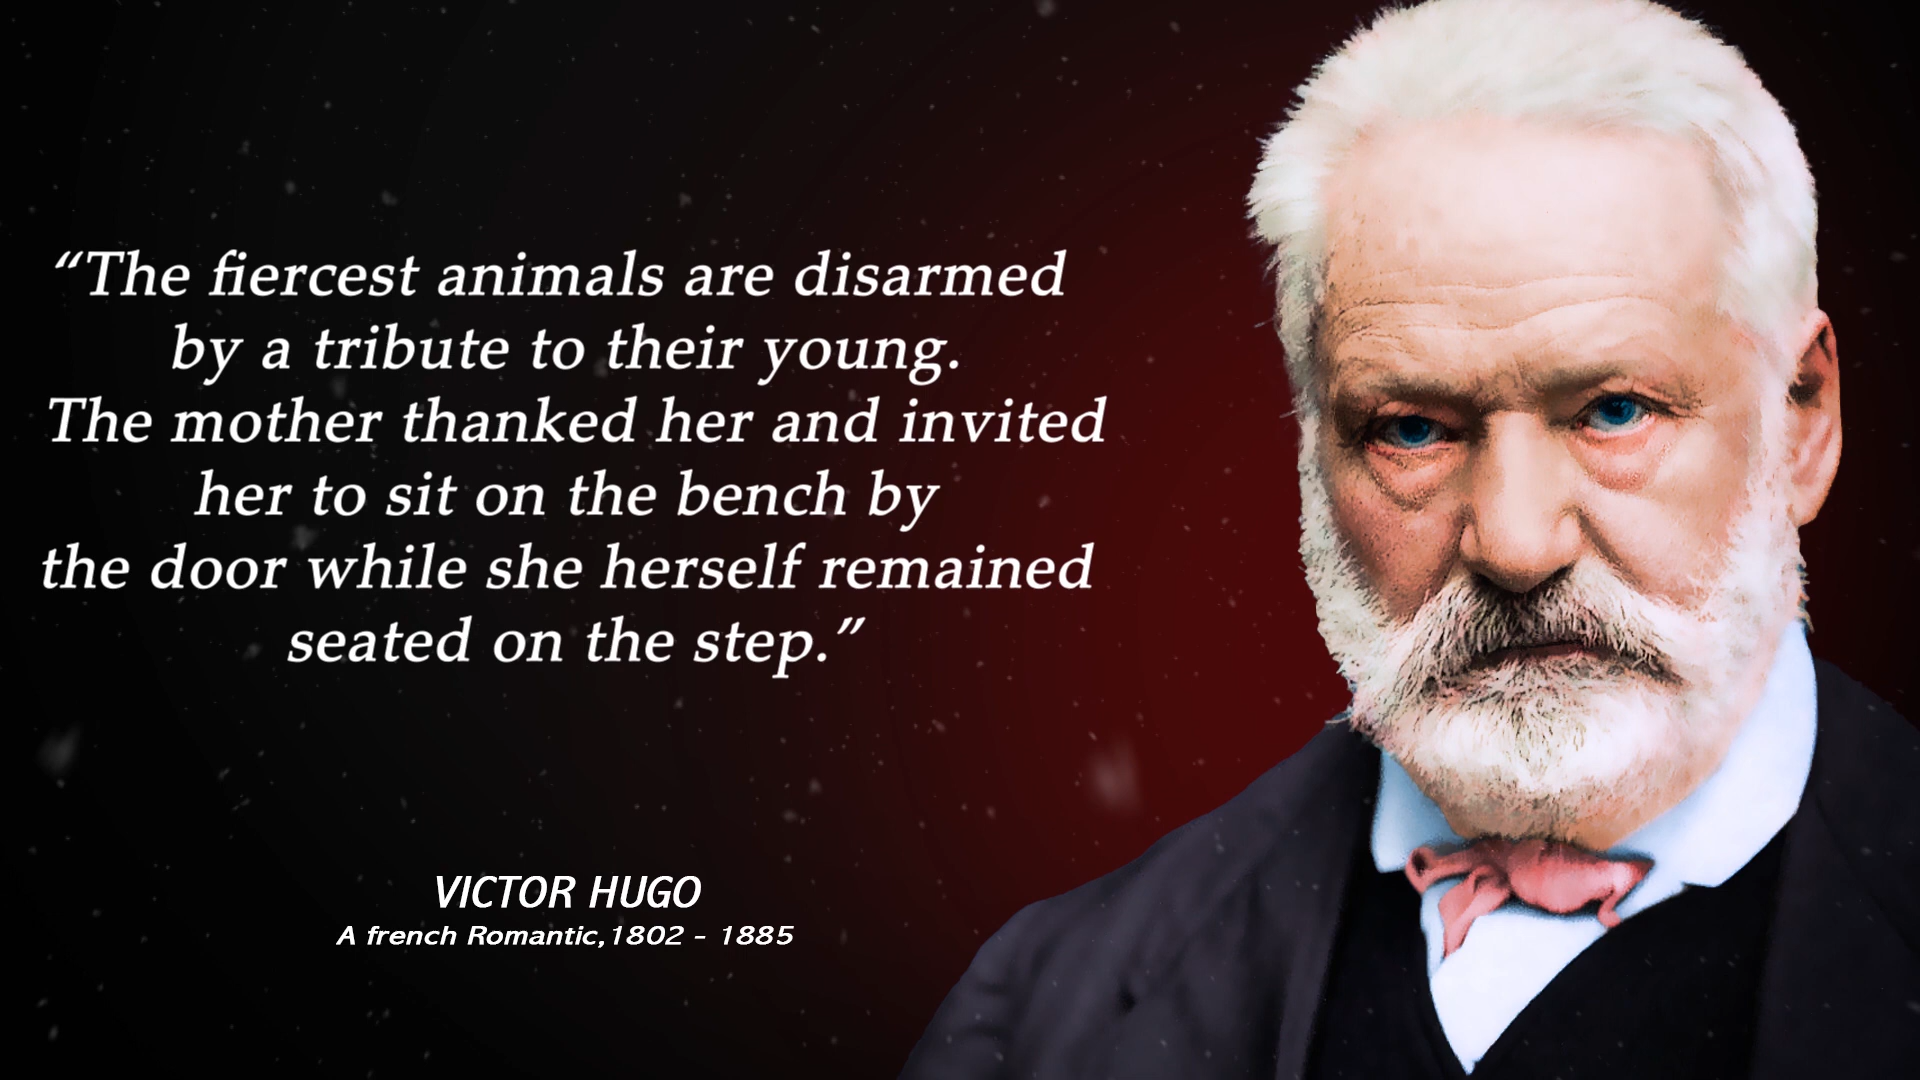 “The fiercest animals are disarmed
by a tribute to their young.
The mother thanked her and invited
her to sit on the bench by
the door while she herself remained
seated on the step.”
VICTOR HUGO
A french Romantic,1802 - 1885